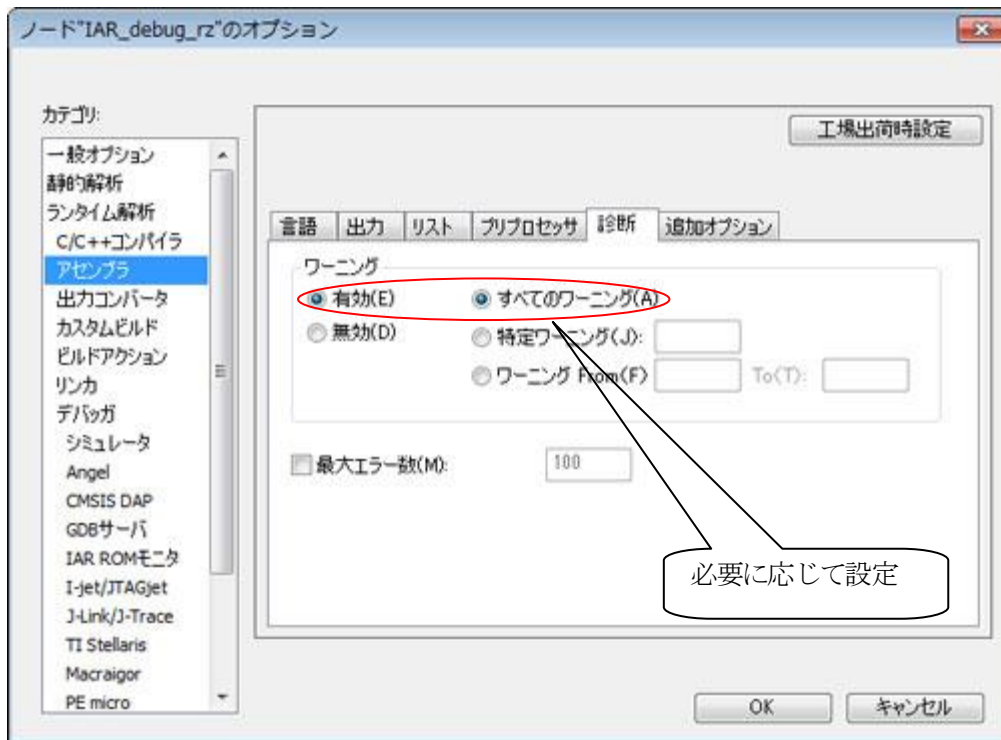 ノード"IAR_debug_rz"のオプション
カテゴリ:
一般オプション
静的解析
ランタイム解析
C/C++コンパイラ
アセンブラ
出力コンバータ
カスタムビルド
ビルドアクション
リンカ
デバッガ
シミュレータ
Angel
CMSIS DAP
GDBサーバ
IAR ROMモニタ
I-jet/JTAGjet
J-Link/J-Trace
TI Stellaris
Macraigor
PE micro
工場出荷時設定
言語 出力 リスト プリプロセッサ 診断 追加オプション
ワーニング
有効(E) すべてのワーニング(A)
無効(D) 特定ワーニング(J):
ワーニング From(F) To(T):
最大エラー数(M): 100
必要に応じて設定
OK キャンセル